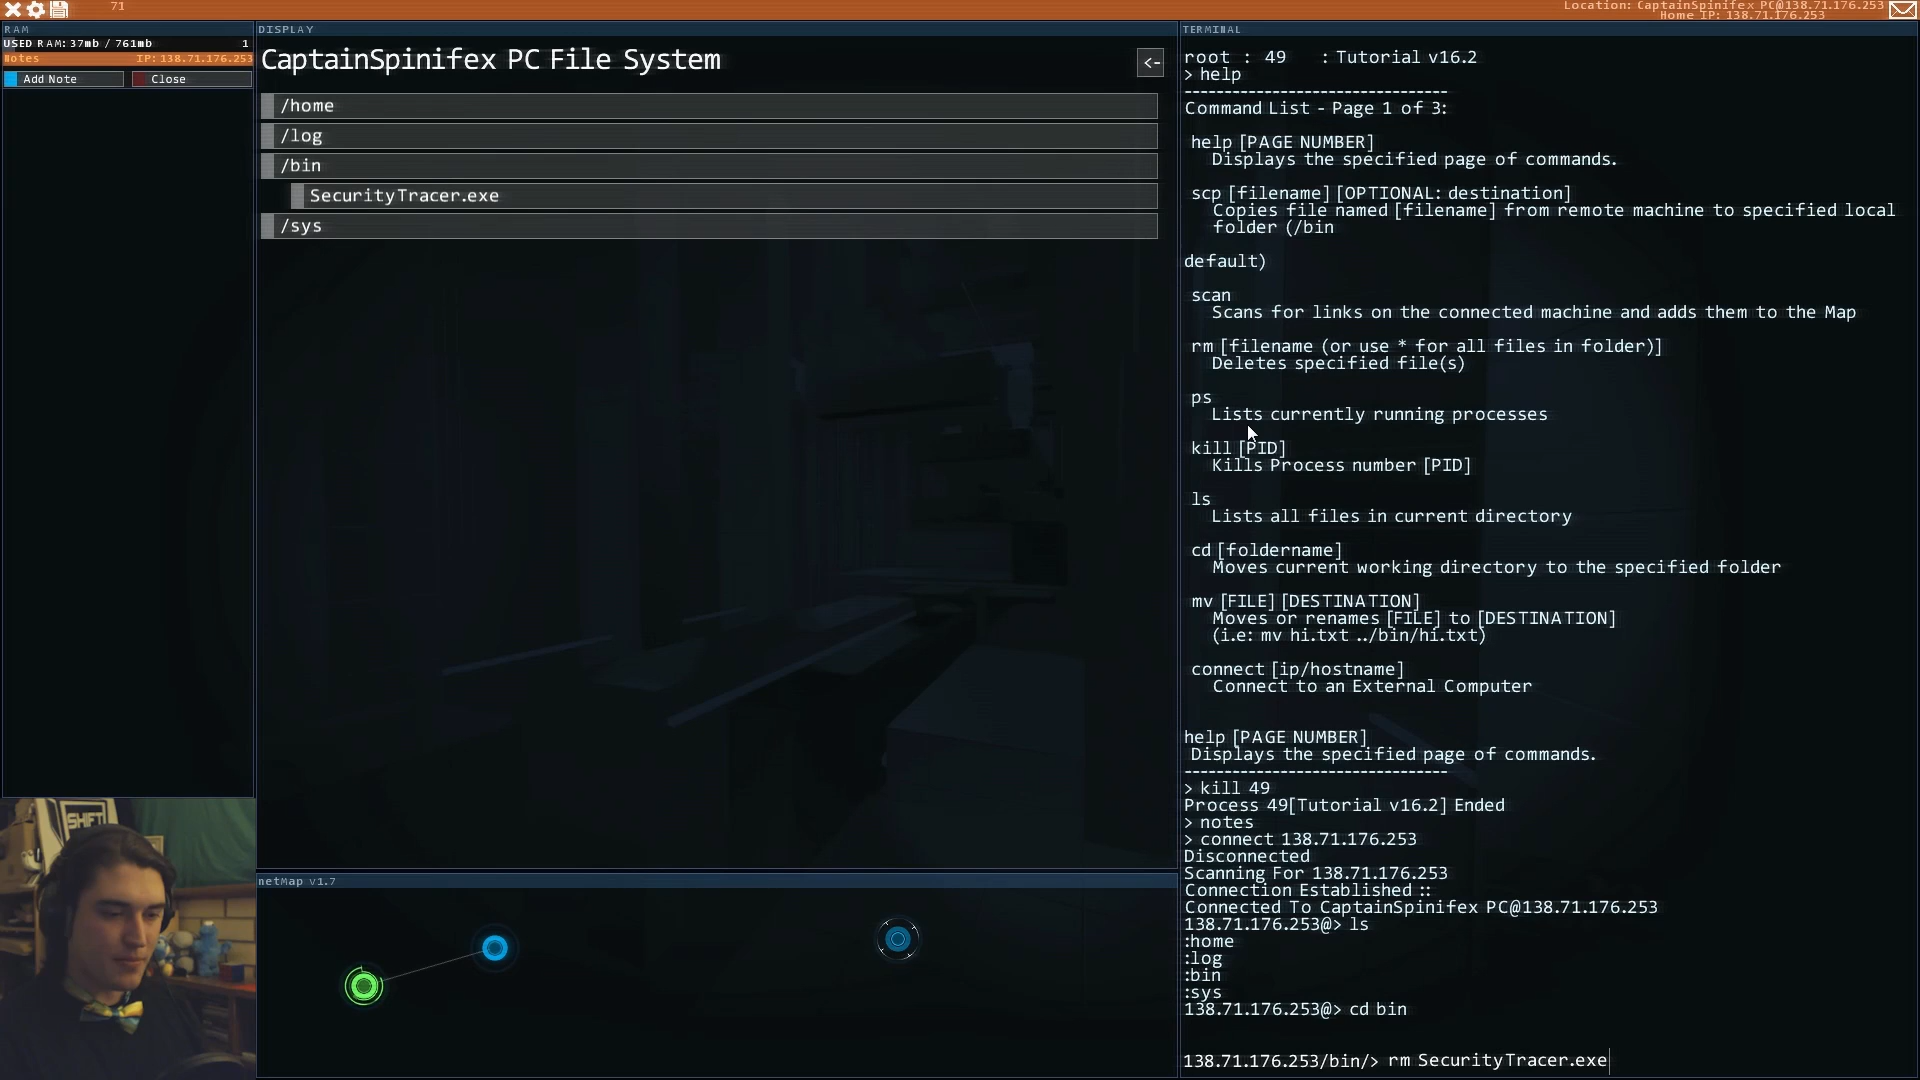 71
Location: CaptainSpinifex PC@138.71.176.253
Home IP: 138.71.176.253
RAM
USED RAM: 37mb / 761mb 1
Notes IP: 138.71.176.253
Add Note Close
DISPLAY
CaptainSpinifex PC File System
<-
/home
/log
/bin
SecurityTracer.exe
/sys
SHIFT
netMap v1.7
TERMINAL
root : 49 : Tutorial v16.2
> help
---------------------------------
Command List - Page 1 of 3:
help [PAGE NUMBER]
Displays the specified page of commands.
scp [filename] [OPTIONAL: destination]
Copies file named [filename] from remote machine to specified local
folder (/bin
default)
scan
Scans for links on the connected machine and adds them to the Map
rm [filename (or use * for all files in folder)]
Deletes specified file(s)
ps
Lists currently running processes
kill [PID]
Kills Process number [PID]
ls
Lists all files in current directory
cd [foldername]
Moves current working directory to the specified folder
mv [FILE] [DESTINATION]
Moves or renames [FILE] to [DESTINATION]
(i.e: mv hi.txt ../bin/hi.txt)
connect [ip/hostname]
Connect to an External Computer
help [PAGE NUMBER]
Displays the specified page of commands.
---------------------------------
> kill 49
Process 49[Tutorial v16.2] Ended
> notes
> connect 138.71.176.253
Disconnected
Scanning For 138.71.176.253
Connection Established ::
Connected To CaptainSpinifex PC@138.71.176.253
138.71.176.253@> ls
:home
:log
:bin
:sys
138.71.176.253@> cd bin
138.71.176.253/bin/> rm SecurityTracer.exe